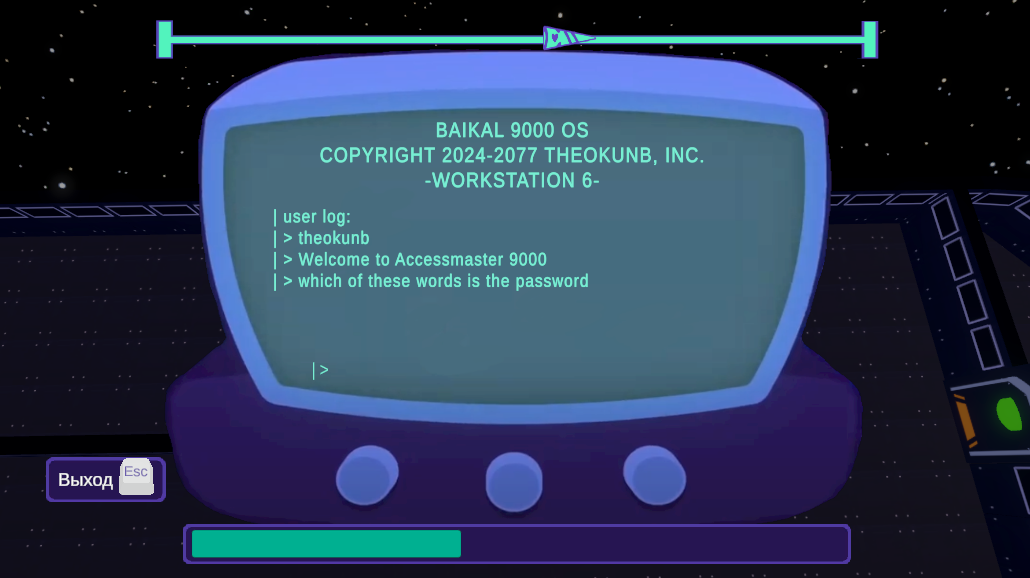 BAIKAL 9000 OS
COPYRIGHT 2024-2077 THEOKUNB, INC.
-WORKSTATION 6-
| user log:
| > theokunb
| > Welcome to Accessmaster 9000
| > which of these words is the password
| >
Выход Esc